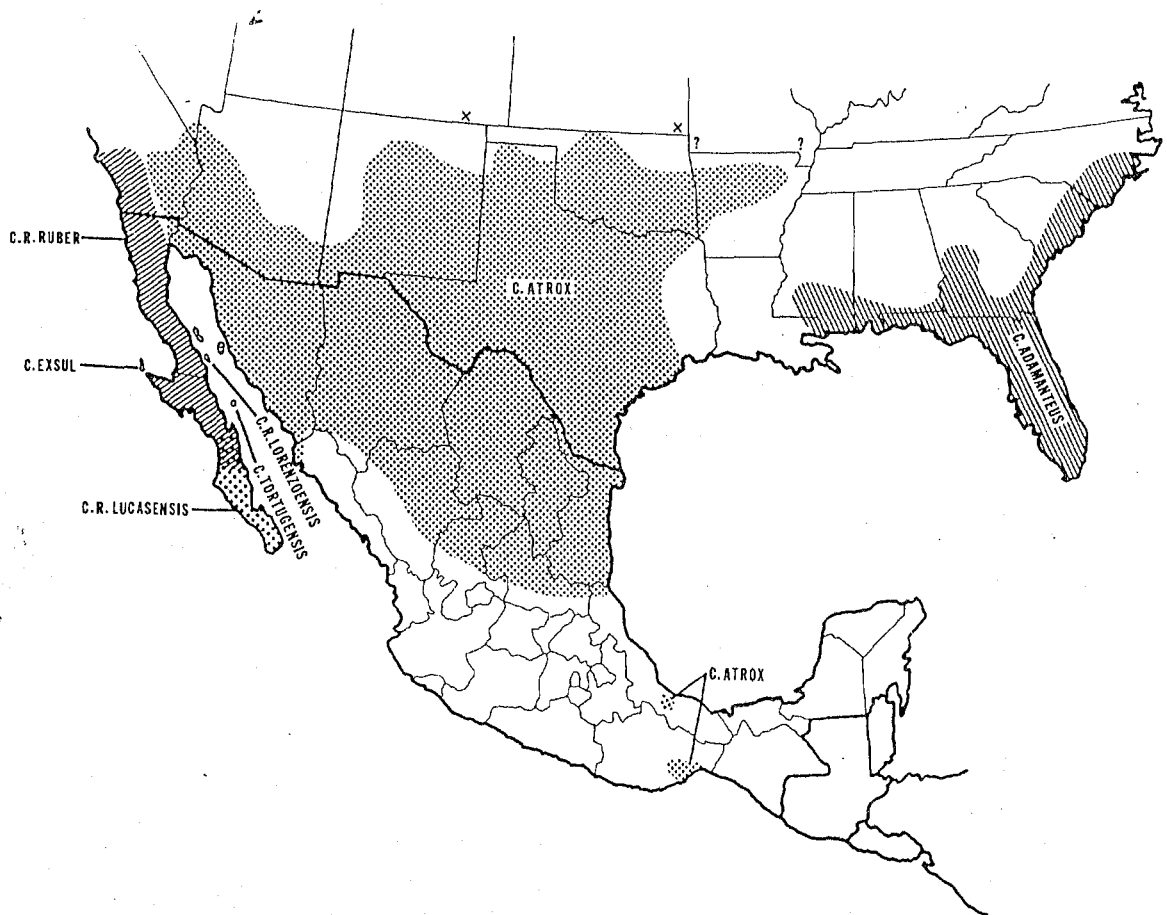 X
X
?
?
C.R. RUBER
C. ATROX
C. EXSUL
C. ADAMANTEUS
C.R. LORENZOENSIS
C. TORTUGENSIS
C.R. LUCASENSIS
C. ATROX